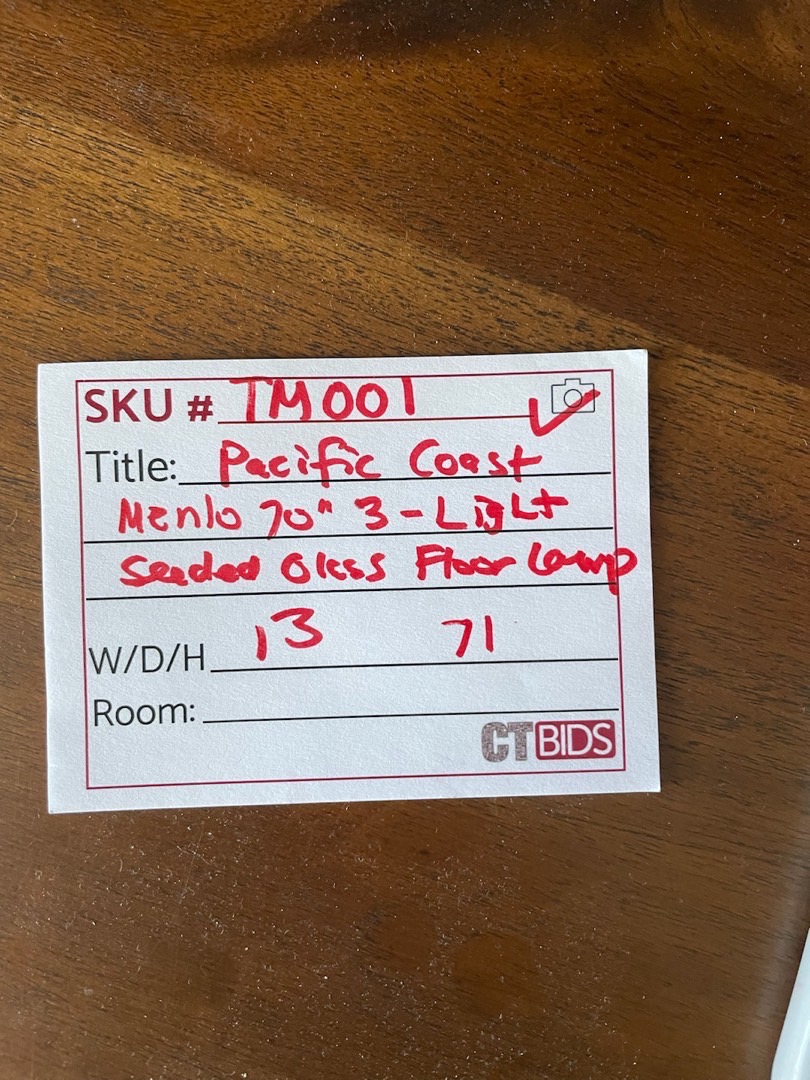 SKU # TM001
Title: Pacific Coast
Menlo 70" 3-Light
Seeded Glass Floor Lamp
W/D/H 13 71
Room:
CTBIDS